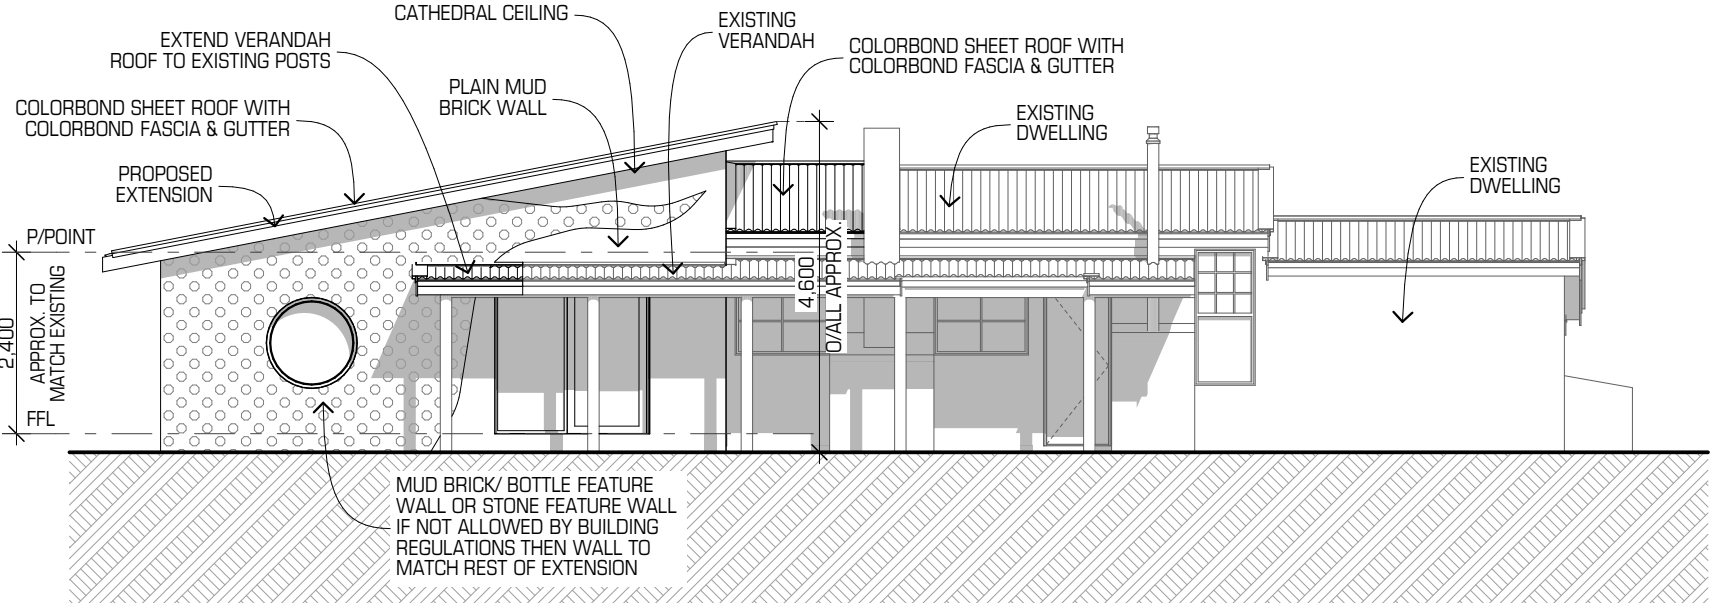 CATHEDRAL CEILING
EXISTING
VERANDAH
EXTEND VERANDAH
ROOF TO EXISTING POSTS
COLORBOND SHEET ROOF WITH
COLORBOND FASCIA & GUTTER
PLAIN MUD
BRICK WALL
COLORBOND SHEET ROOF WITH
COLORBOND FASCIA & GUTTER
EXISTING
DWELLING
PROPOSED
EXTENSION
EXISTING
DWELLING
P/POINT
2,400
APPROX. TO
MATCH EXISTING
4,600
O/ALL APPROX.
FFL
MUD BRICK/ BOTTLE FEATURE
WALL OR STONE FEATURE WALL
IF NOT ALLOWED BY BUILDING
REGULATIONS THEN WALL TO
MATCH REST OF EXTENSION